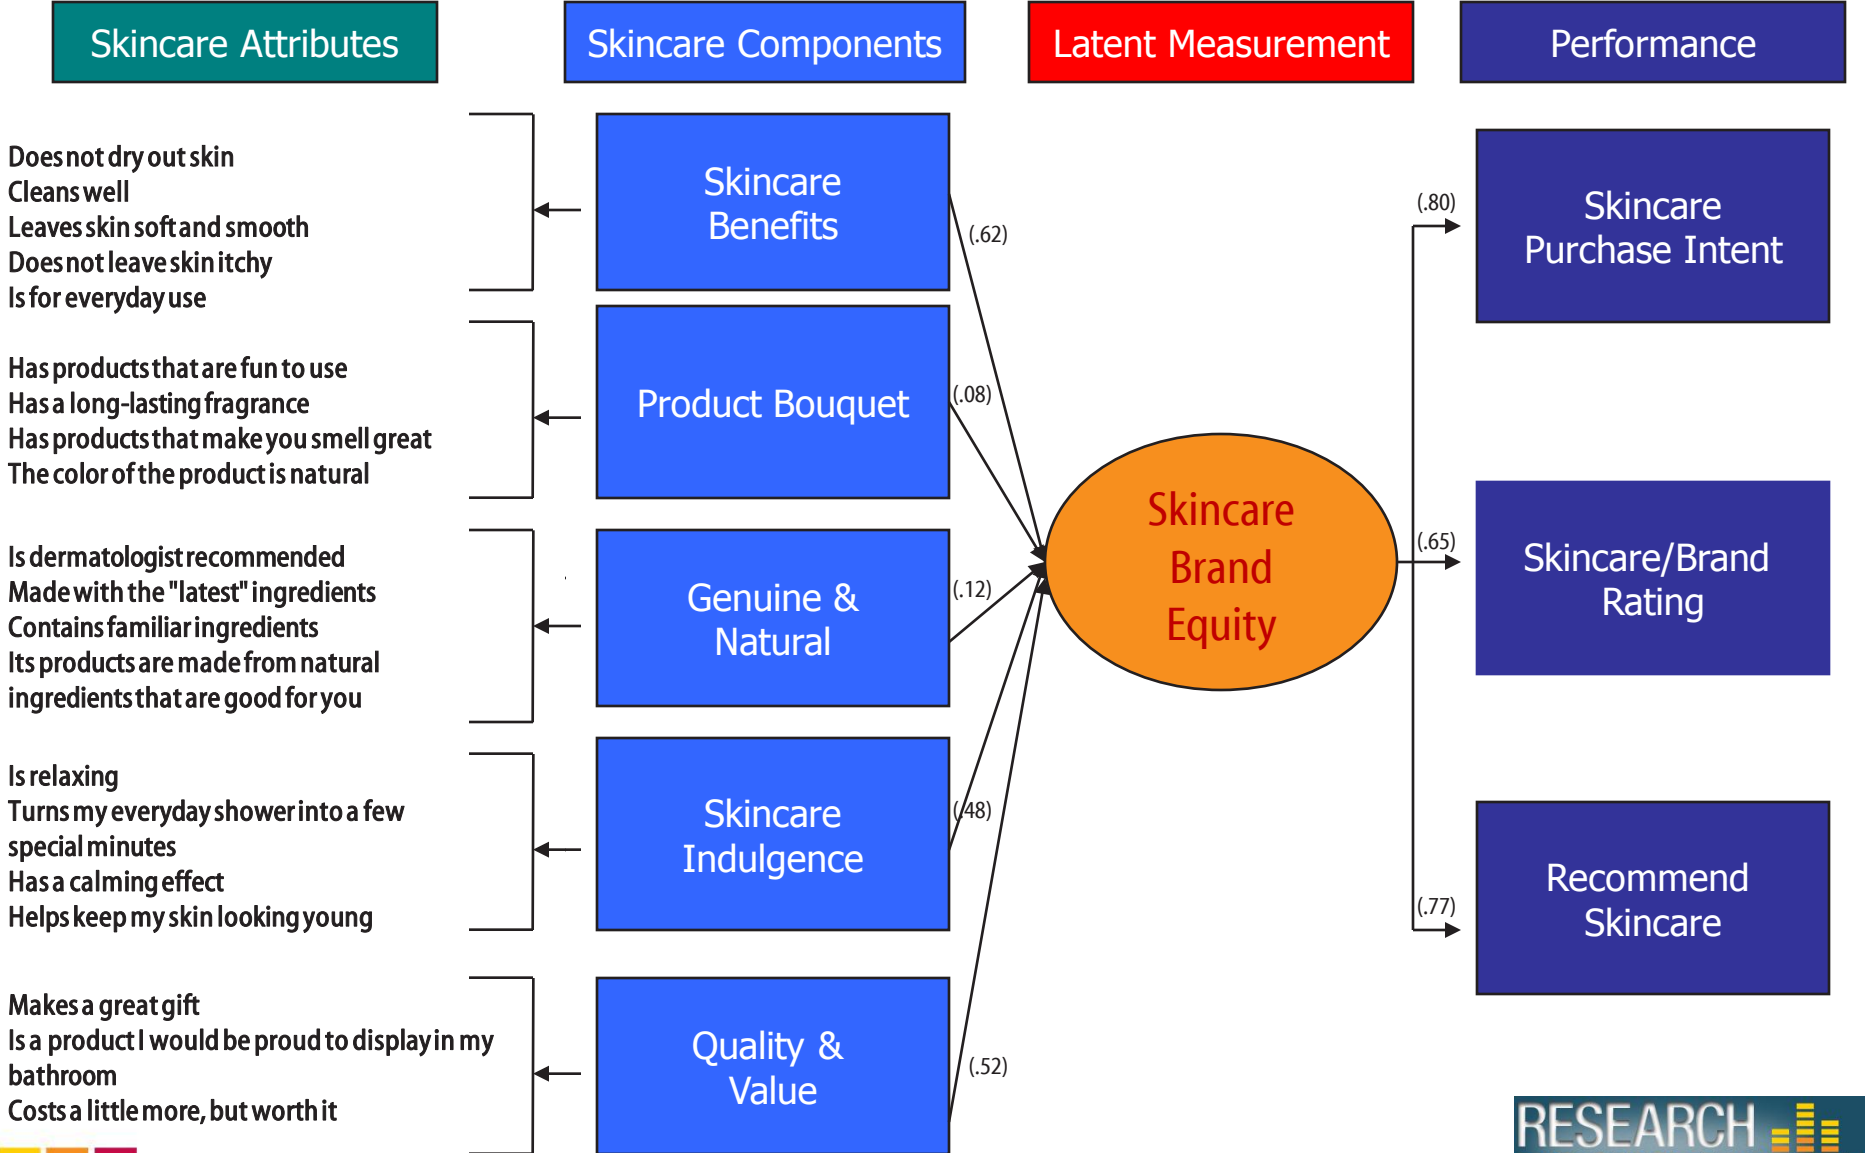 Skincare Attributes
Skincare Components
Latent Measurement
Performance
Does not dry out skin
Cleans well
Leaves skin soft and smooth
Does not leave skin itchy
Is for everyday use
Has products that are fun to use
Has a long-lasting fragrance
Has products that make you smell great
The color of the product is natural
Is dermatologist recommended
Made with the "latest" ingredients
Contains familiar ingredients
Its products are made from natural
ingredients that are good for you
Is relaxing
Turns my everyday shower into a few
special minutes
Has a calming effect
Helps keep my skin looking young
Makes a great gift
Is a product I would be proud to display in my
bathroom
Costs a little more, but worth it
Skincare
Benefits
Product Bouquet
Genuine &
Natural
Skincare
Indulgence
Quality &
Value
(.62)
(.08)
(.12)
(.48)
(.52)
Skincare
Brand
Equity
(.80)
(.65)
(.77)
Skincare
Purchase Intent
Skincare/Brand
Rating
Recommend
Skincare
RESEARCH